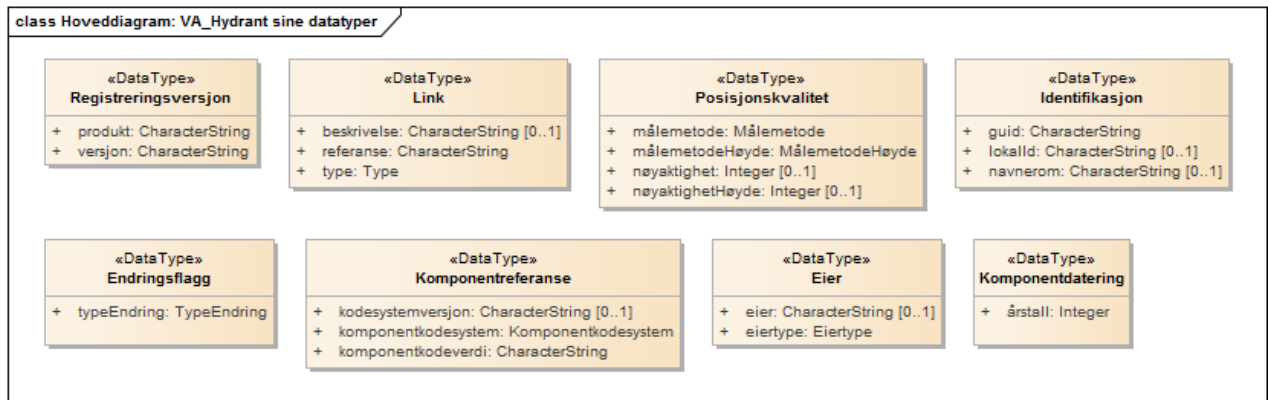 class Hoveddiagram: VA_Hydrant sine datatyper
«DataType»
Registreringsversjon
+ produkt: CharacterString
+ versjon: CharacterString
«DataType»
Link
+ beskrivelse: CharacterString [0..1]
+ referanse: CharacterString
+ type: Type
«DataType»
Posisjonskvalitet
+ målemetode: Målemetode
+ målemetodeHøyde: MålemetodeHøyde
+ nøyaktighet: Integer [0..1]
+ nøyaktighetHøyde: Integer [0..1]
«DataType»
Identifikasjon
+ guid: CharacterString
+ lokalId: CharacterString [0..1]
+ navnerom: CharacterString [0..1]
«DataType»
Endringsflagg
+ typeEndring: TypeEndring
«DataType»
Komponentreferanse
+ kodesystemversjon: CharacterString [0..1]
+ komponentkodesystem: Komponentkodesystem
+ komponentkodeverdi: CharacterString
«DataType»
Eier
+ eier: CharacterString [0..1]
+ eiertype: Eiertype
«DataType»
Komponentdatering
+ årstall: Integer